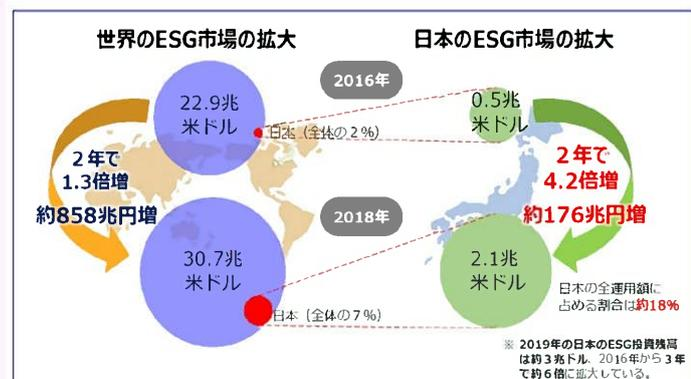 世界のESG市場の拡大
日本のESG市場の拡大
2016年
22.9兆
米ドル
日本（全体の２％）
0.5兆
米ドル
２年で
1.3倍増
約858兆円増
２年で
4.2倍増
約176兆円増
2018年
30.7兆
米ドル
日本（全体の７％）
2.1兆
米ドル
日本の全運用額に
占める割合は約18%
※ 2019年の日本のESG投資残高
は約３兆ドル、2016年から３年
で約６倍に拡大している。